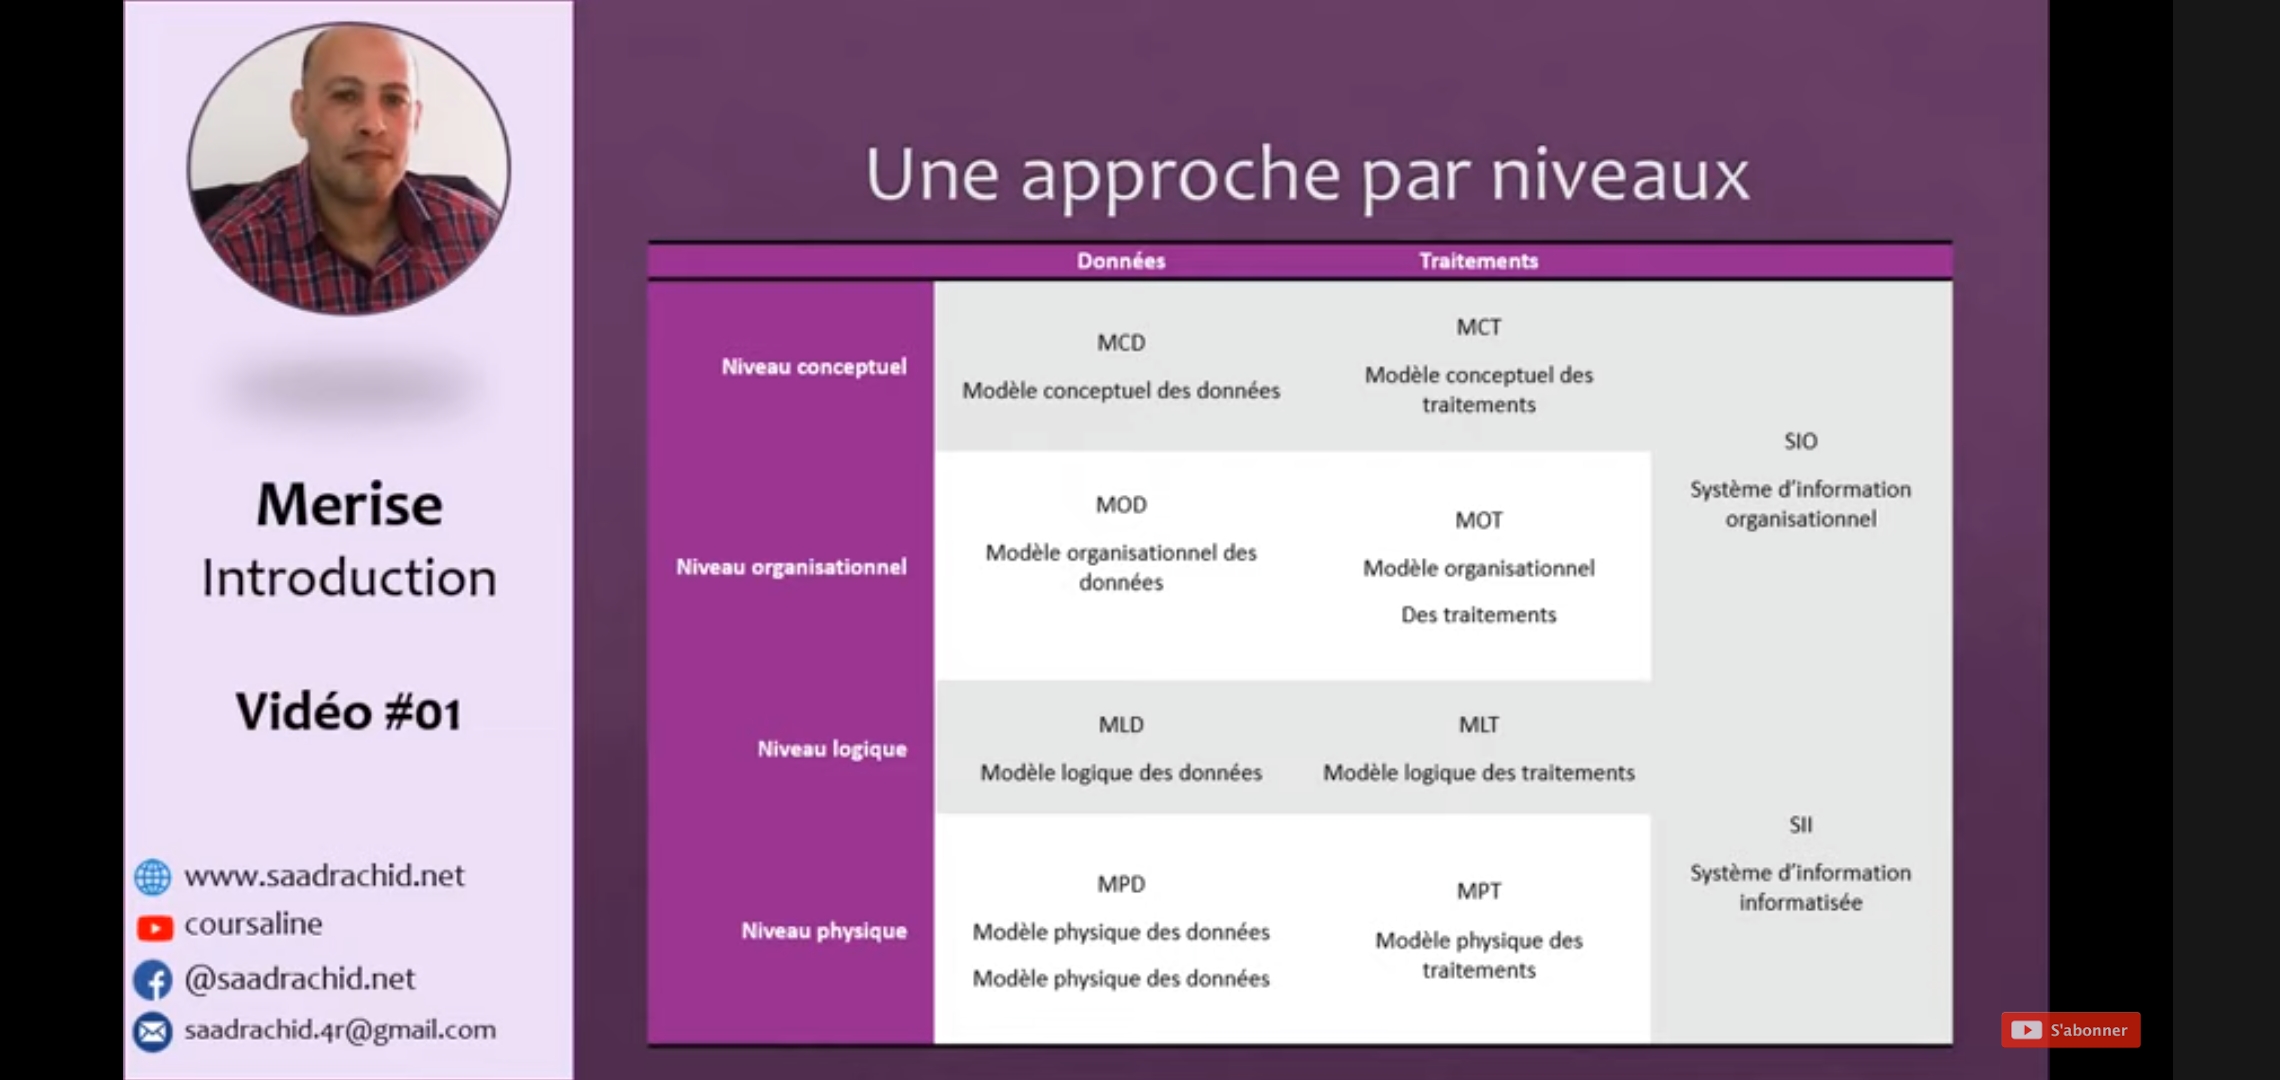 Merise
Introduction
Vidéo #01
www.saadrachid.net
coursaline
@saadrachid.net
saadrachid.4r@gmail.com
Une approche par niveaux
Données
Traitements
Niveau conceptuel
MCD
Modèle conceptuel des données
MCT
Modèle conceptuel des
traitements
SIO
Système d'information
organisationnel
Niveau organisationnel
MOD
Modèle organisationnel des
données
MOT
Modèle organisationnel
Des traitements
Niveau logique
MLD
Modèle logique des données
MLT
Modèle logique des traitements
SII
Système d'information
informatisée
Niveau physique
MPD
Modèle physique des données
Modèle physique des données
MPT
Modèle physique des
traitements
S'abonner